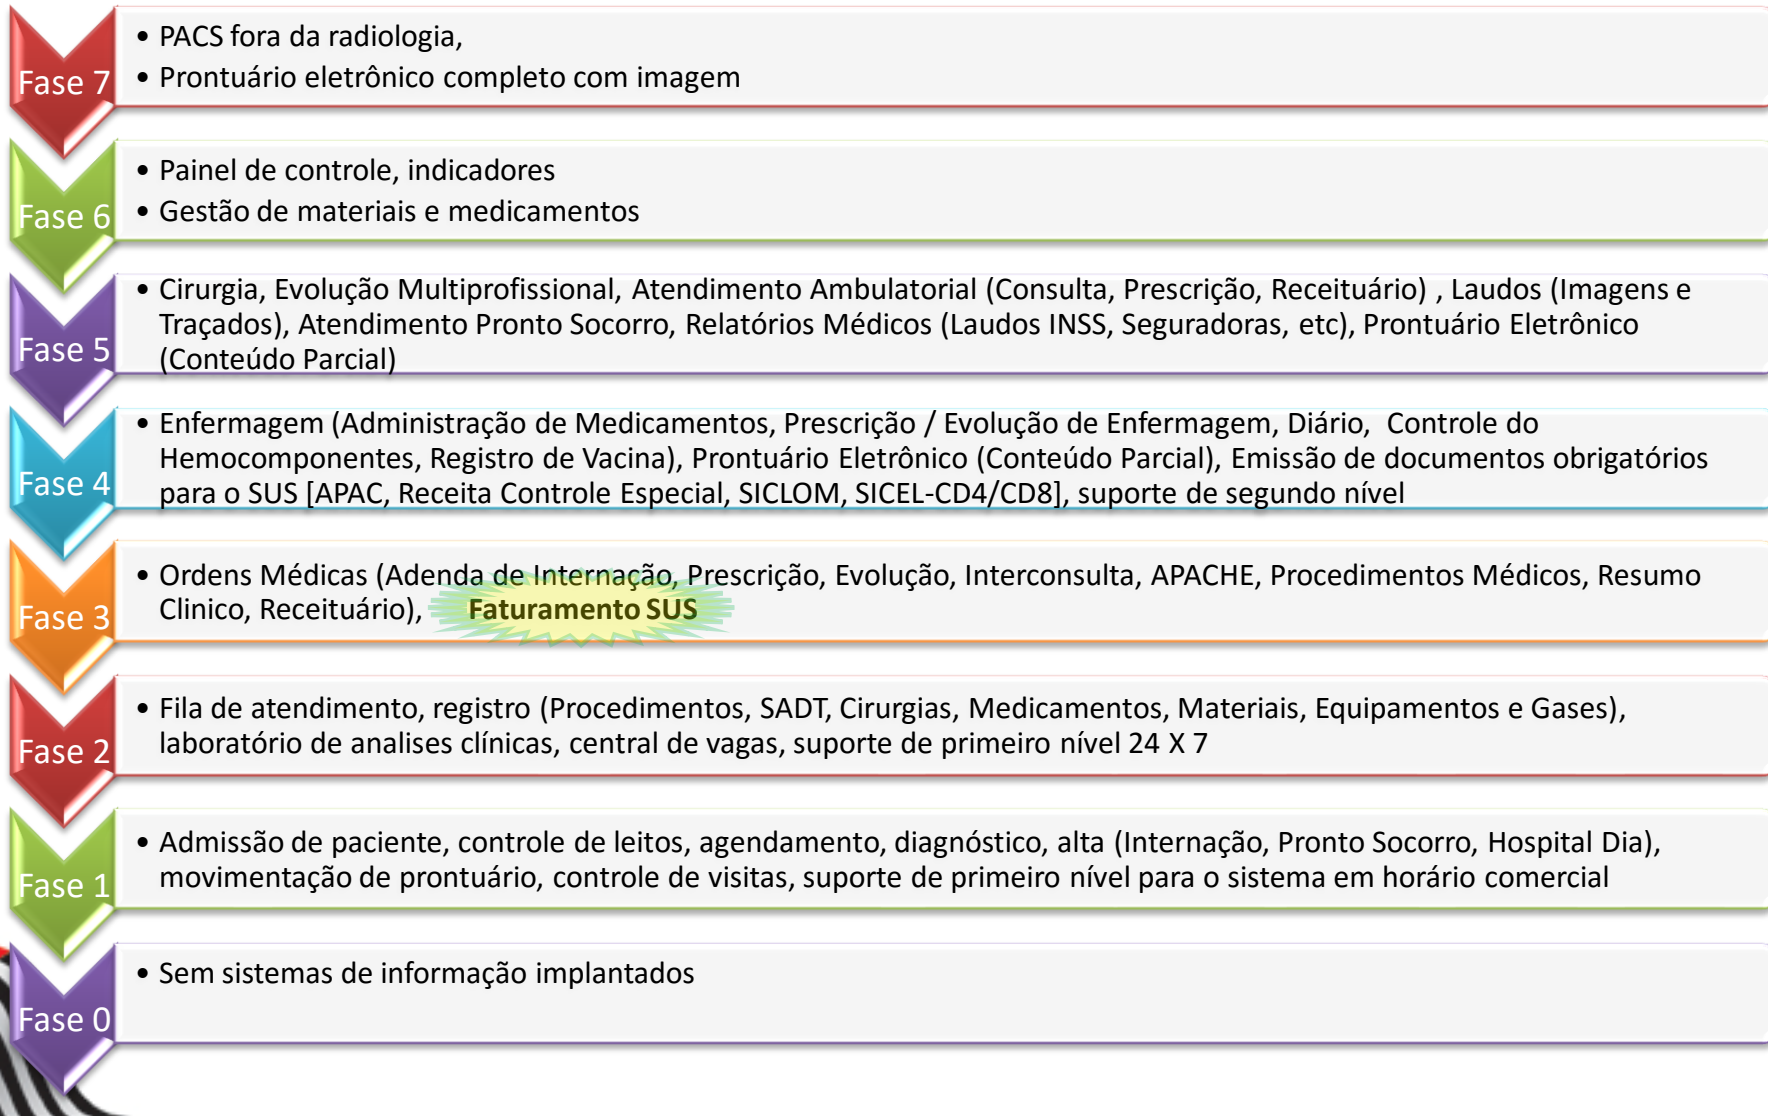 Fase 7
• PACS fora da radiologia,
• Prontuário eletrônico completo com imagem
Fase 6
• Painel de controle, indicadores
• Gestão de materiais e medicamentos
Fase 5
• Cirurgia, Evolução Multiprofissional, Atendimento Ambulatorial (Consulta, Prescrição, Receituário) , Laudos (Imagens e
Traçados), Atendimento Pronto Socorro, Relatórios Médicos (Laudos INSS, Seguradoras, etc), Prontuário Eletrônico
(Conteúdo Parcial)
Fase 4
• Enfermagem (Administração de Medicamentos, Prescrição / Evolução de Enfermagem, Diário, Controle do
Hemocomponentes, Registro de Vacina), Prontuário Eletrônico (Conteúdo Parcial), Emissão de documentos obrigatórios
para o SUS [APAC, Receita Controle Especial, SICLOM, SICEL-CD4/CD8], suporte de segundo nível
Fase 3
• Ordens Médicas (Adenda de Internação, Prescrição, Evolução, Interconsulta, APACHE, Procedimentos Médicos, Resumo
Clinico, Receituário), Faturamento SUS
Fase 2
• Fila de atendimento, registro (Procedimentos, SADT, Cirurgias, Medicamentos, Materiais, Equipamentos e Gases),
laboratório de analises clínicas, central de vagas, suporte de primeiro nível 24 X 7
Fase 1
• Admissão de paciente, controle de leitos, agendamento, diagnóstico, alta (Internação, Pronto Socorro, Hospital Dia),
movimentação de prontuário, controle de visitas, suporte de primeiro nível para o sistema em horário comercial
Fase 0
• Sem sistemas de informação implantados